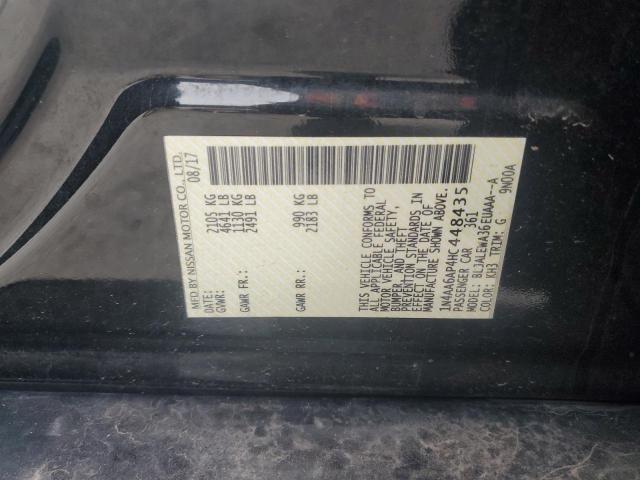 MFD BY NISSAN MOTOR CO., LTD.
DATE: 08/17
GVWR: 2105 KG
4641 LB
GAWR FR: 1130 KG
2491 LB
GAWR RR: 990 KG
2183 LB
THIS VEHICLE CONFORMS TO
ALL APPLICABLE FEDERAL
MOTOR VEHICLE SAFETY,
BUMPER, AND THEFT
PREVENTION STANDARDS IN
EFFECT ON THE DATE OF
MANUFACTURE SHOWN ABOVE.
1N4AA6AP4HC448435
PASSENGER CAR 361
MODEL: BLJALEWA36EUAAA--A
COLOR: KH3 TRIM: G 9N00A